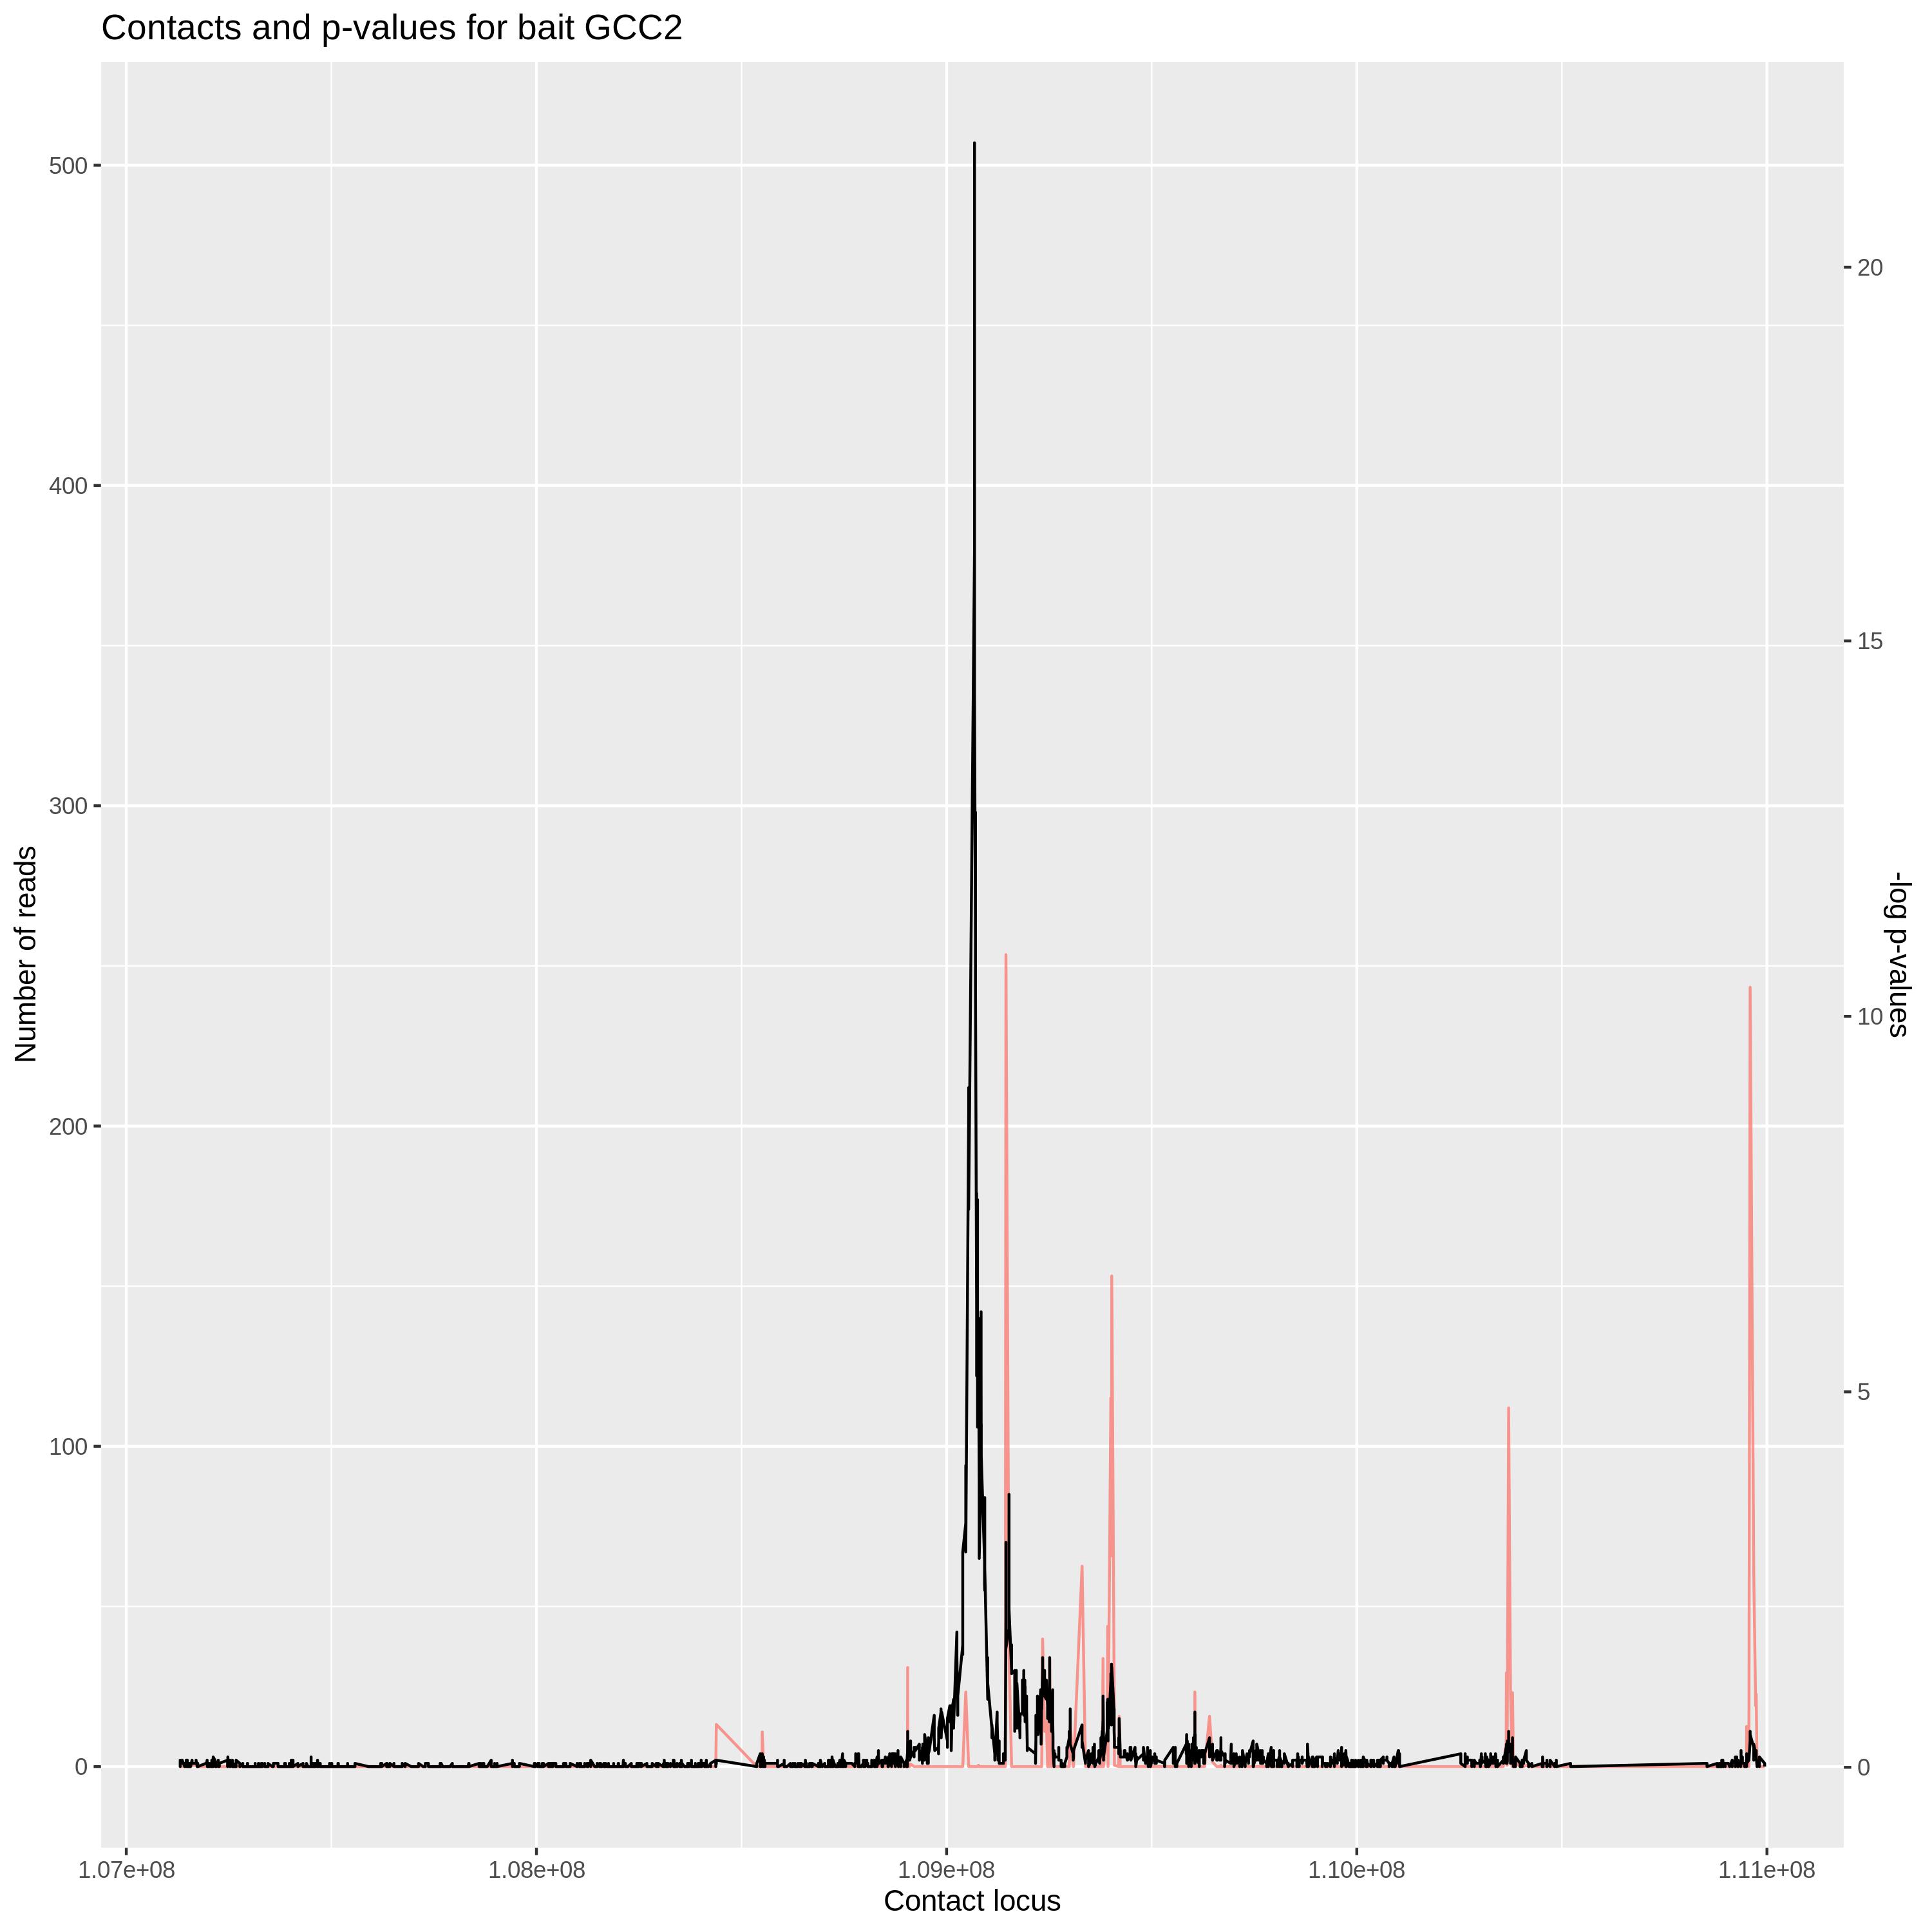 Contacts and p-values for bait GCC2
500
400
300
200
100
0
Number of reads
20
15
10
5
0
-log p-values
1.07e+08
1.08e+08
1.09e+08
1.10e+08
1.11e+08
Contact locus